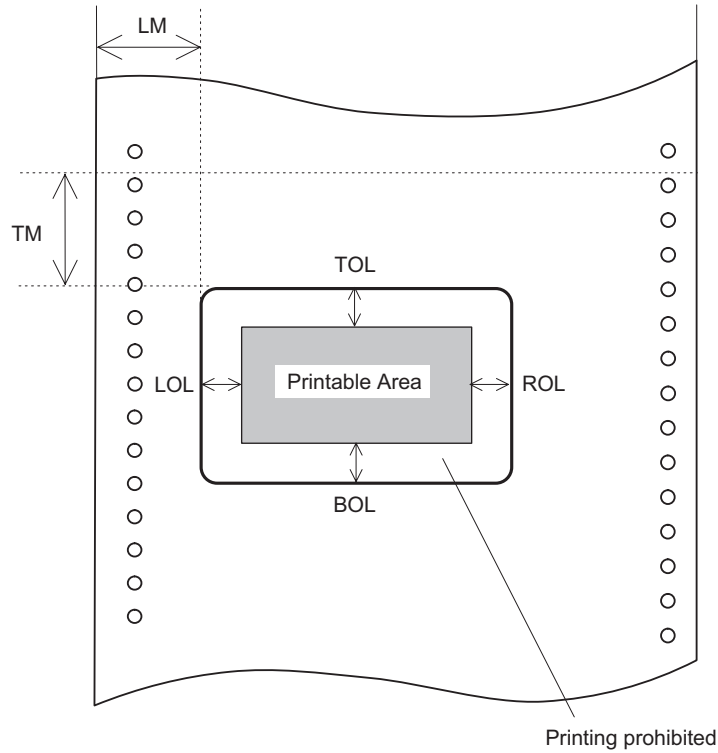 LM
TM
TOL
LOL
Printable Area
ROL
BOL
Printing prohibited